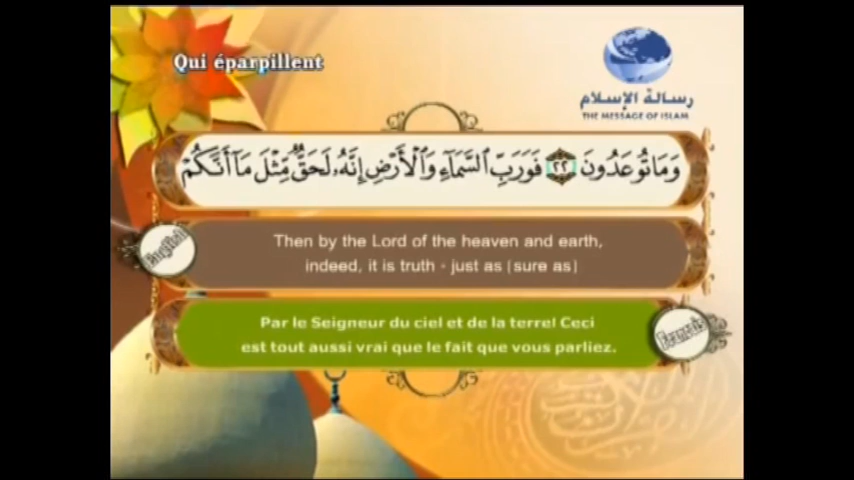 Qui éparpillent
رسالة الإسلام
THE MESSAGE OF ISLAM
وَمَا تُوعَدُونَ ٢٢ فَوَرَبِّ ٱلسَّمَآءِ وَٱلْأَرْضِ إِنَّهُۥ لَحَقٌّ مِّثْلَ مَآ أَنَّكُمْ
English
Then by the Lord of the heaven and earth,
indeed, it is truth - just as (sure as)
Par le Seigneur du ciel et de la terre! Ceci
est tout aussi vrai que le fait que vous parliez.
Français